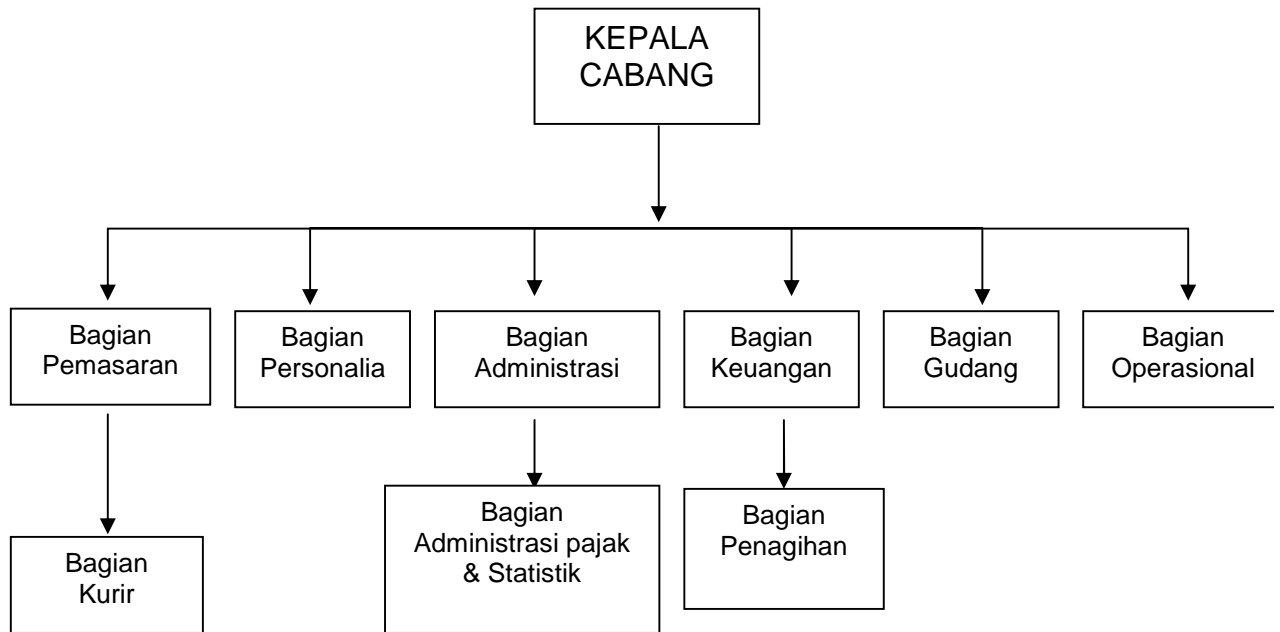 KEPALA
CABANG
Bagian
Pemasaran
Bagian
Personalia
Bagian
Administrasi
Bagian
Keuangan
Bagian
Gudang
Bagian
Operasional
Bagian
Kurir
Bagian
Administrasi pajak
& Statistik
Bagian
Penagihan